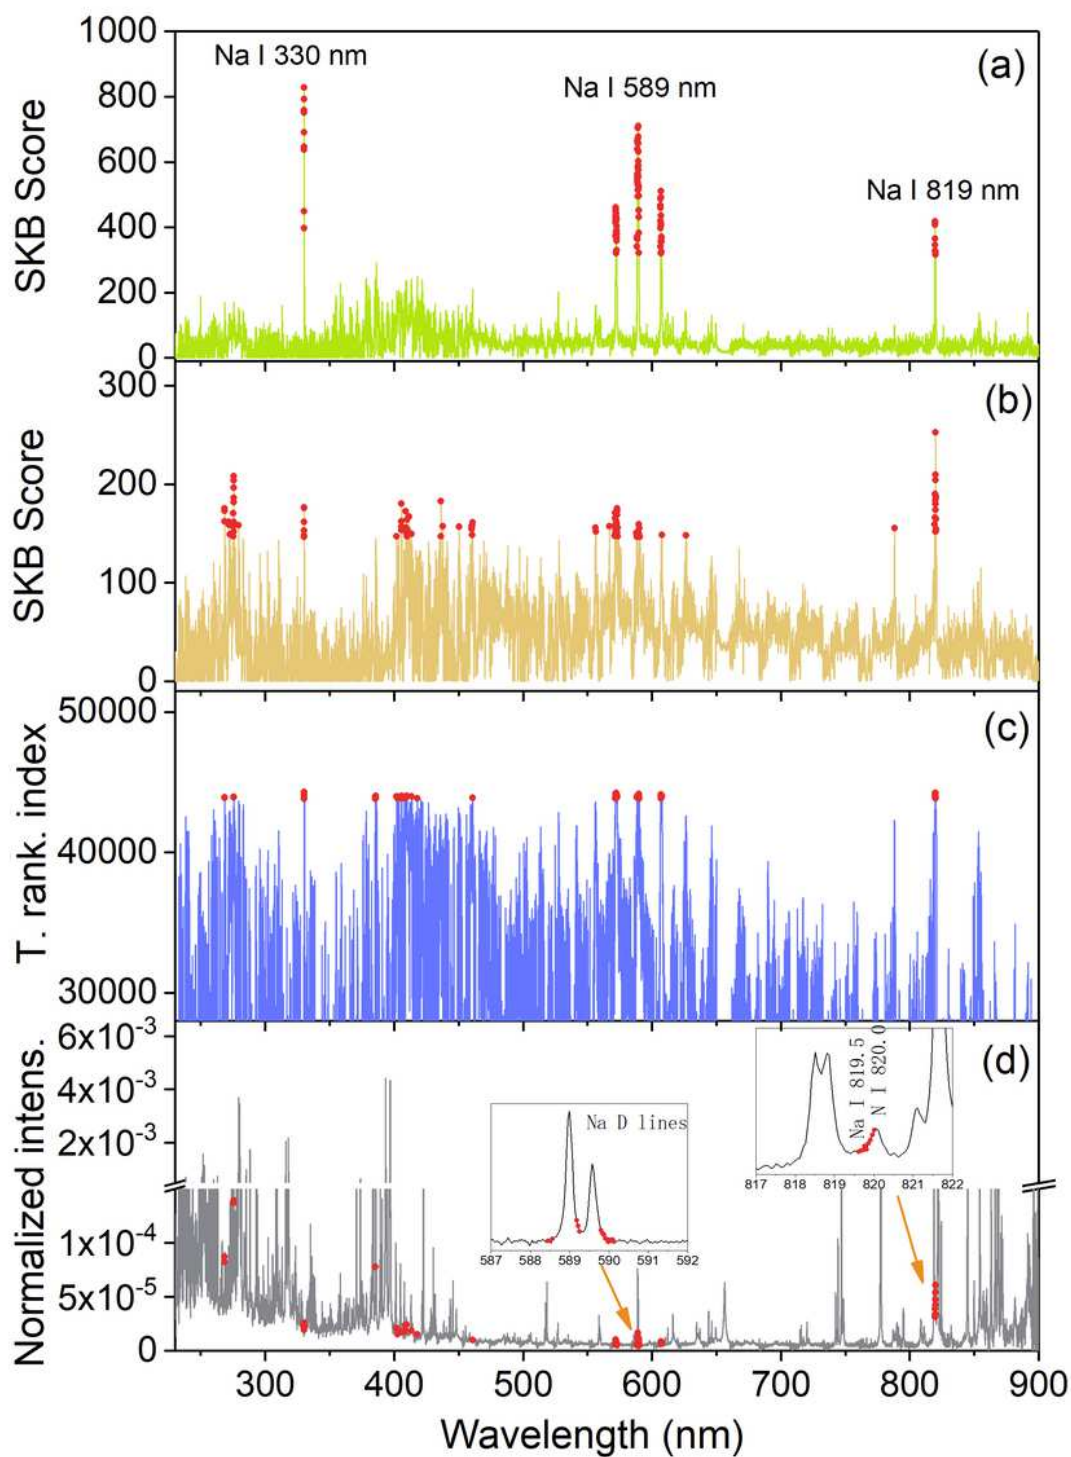 1000
Na I 330 nm
(a)
Na I 589 nm
800
600
Na I 819 nm
400
200
0
SKB Score
300
(b)
200
100
0
SKB Score
50000
(c)
40000
30000
T. rank. index
6x10⁻³
(d)
4x10⁻³
2x10⁻³
1x10⁻⁴
5x10⁻⁵
0
Normalized intens.
Na D lines
587 588 589 590 591 592
Na I 819.5
N I 820.0
817 818 819 820 821 822
300 400 500 600 700 800 900
Wavelength (nm)